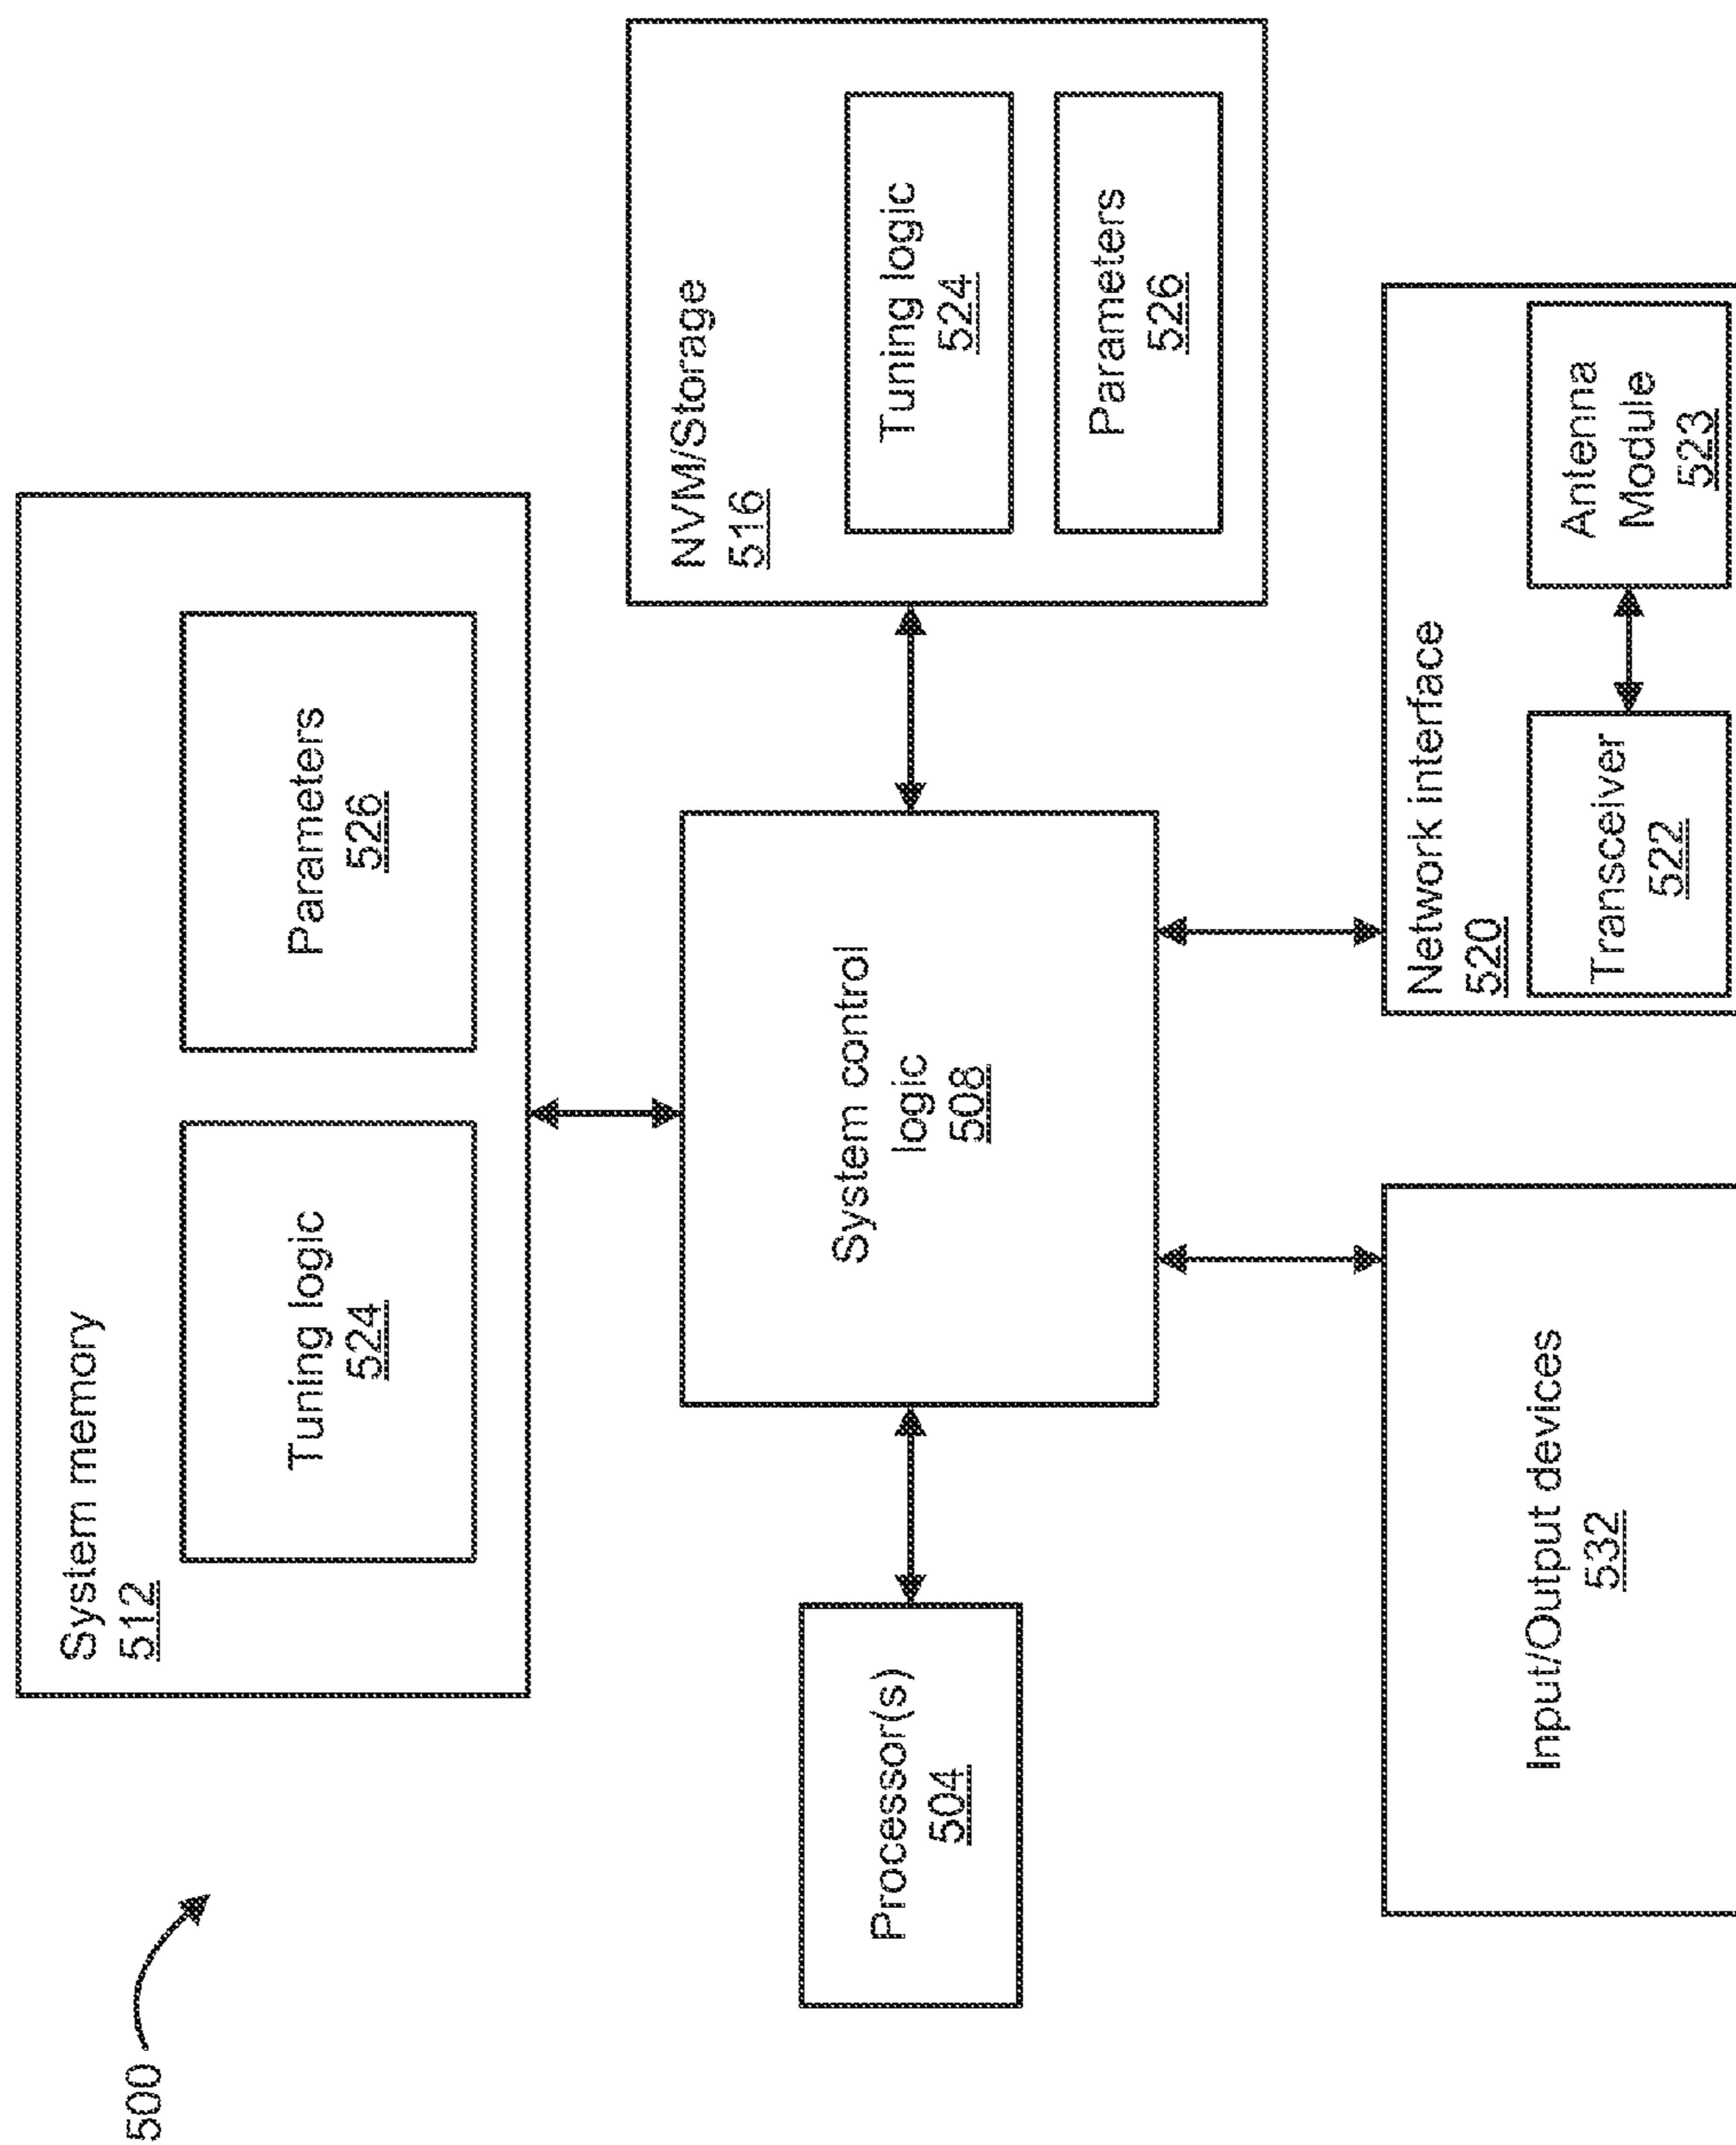 500
System memory
512
Tuning logic
524
Parameters
526
Processor(s)
504
System control
logic
508
NVM/Storage
516
Tuning logic
524
Parameters
526
Input/Output devices
532
Network interface
520
Transceiver
522
Antenna
Module
523